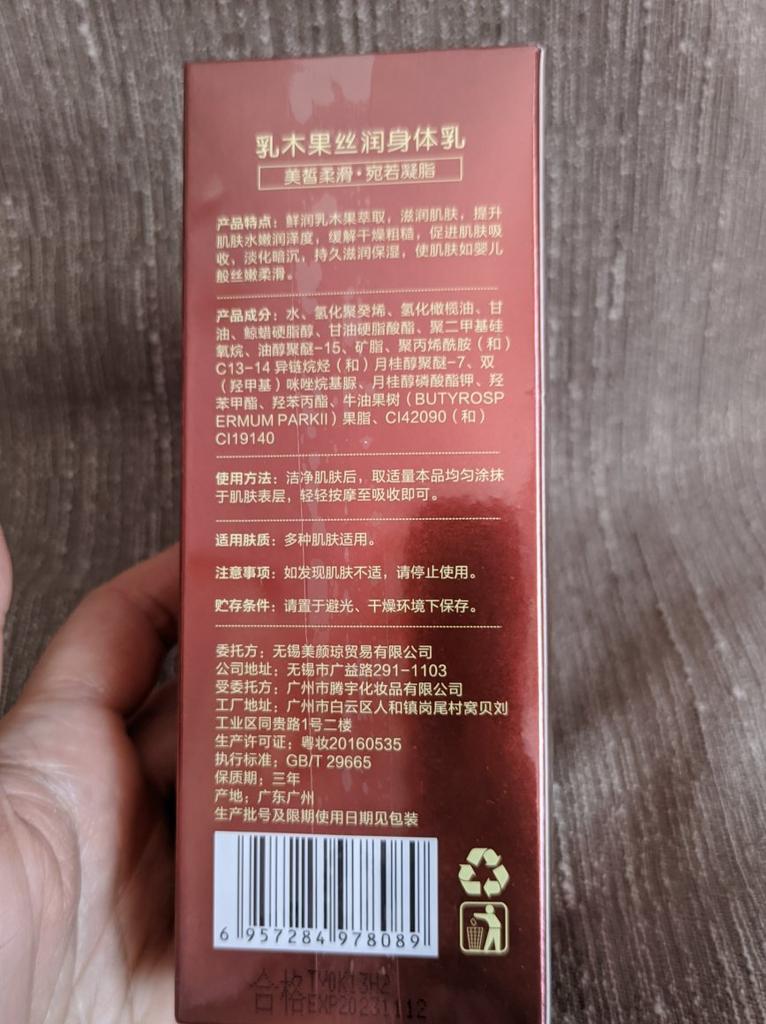 乳木果丝润身体乳
美皙柔滑·宛若凝脂
产品特点：鲜润乳木果萃取，滋润肌肤，提升
肌肤水嫩润泽度，缓解干燥粗糙，促进肌肤吸
收，淡化暗沉，持久滋润保湿，使肌肤如婴儿
般丝嫩柔滑。
产品成分：水、氢化聚癸烯、氢化橄榄油、甘
油、鲸蜡硬脂醇、甘油硬脂酸酯、聚二甲基硅
氧烷、油醇聚醚-15、矿脂、聚丙烯酰胺（和）
C13-14 异链烷烃（和）月桂醇聚醚-7、双
（羟甲基）咪唑烷基脲、月桂醇磷酸酯钾、羟
苯甲酯、羟苯丙酯、牛油果树（BUTYROSP
ERMUM PARKII）果脂、CI42090（和）
CI19140
使用方法：洁净肌肤后，取适量本品均匀涂抹
于肌肤表层，轻轻按摩至吸收即可。
适用肤质：多种肌肤适用。
注意事项：如发现肌肤不适，请停止使用。
贮存条件：请置于避光、干燥环境下保存。
委托方：无锡美颜琼贸易有限公司
公司地址：无锡市广益路291-1103
受委托方：广州市腾宇化妆品有限公司
工厂地址：广州市白云区人和镇岗尾村窝贝刘
工业区同贵路1号二楼
生产许可证：粤妆20160535
执行标准：GB/T 29665
保质期：三年
产地：广东广州
生产批号及限期使用日期见包装
6 957284 978089
合格 TY0K13H2
EXP20231112